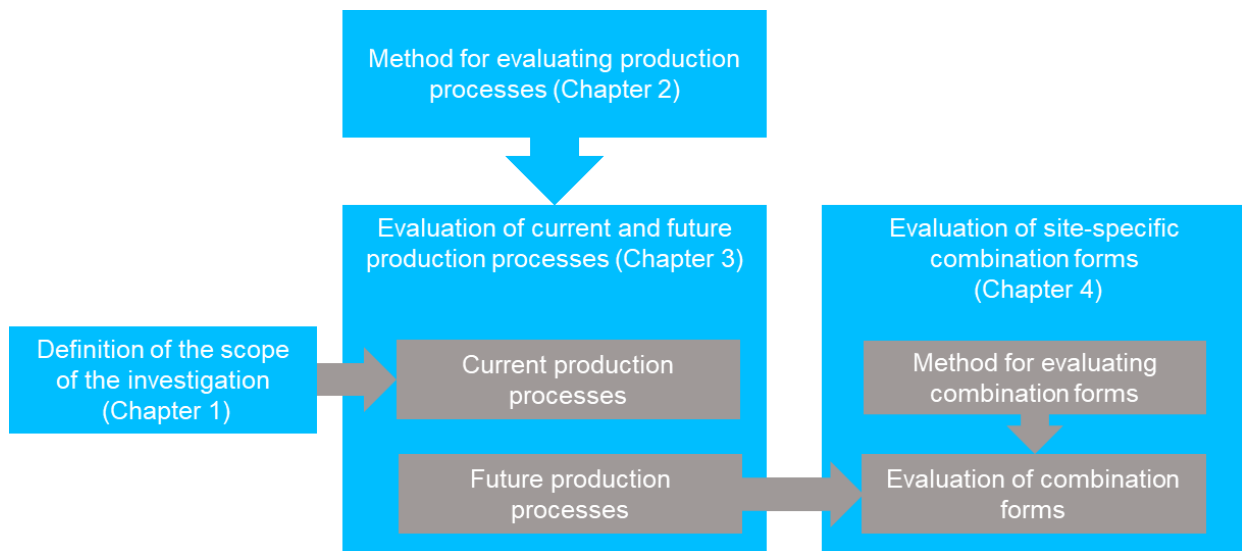 Method for evaluating production
processes (Chapter 2)
Evaluation of current and future
production processes (Chapter 3)
Evaluation of site-specific
combination forms
(Chapter 4)
Definition of the scope
of the investigation
(Chapter 1)
Current production
processes
Method for evaluating
combination forms
Future production
processes
Evaluation of combination
forms